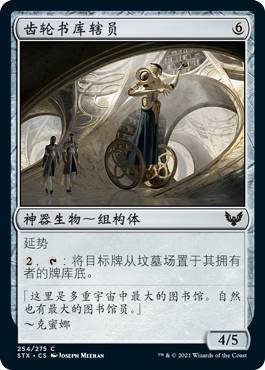 齿轮书库辖员 6
神器生物～组构体
延势
2，：将目标牌从坟墓场置于其拥有
者的牌库底。
「这里是多重宇宙中最大的图书馆。自然
也有最大的图书馆员。」
～克蜜娜
4/5
254/275 C
STX • CS Joseph Meehan
™ & © 2021 Wizards of the Coast